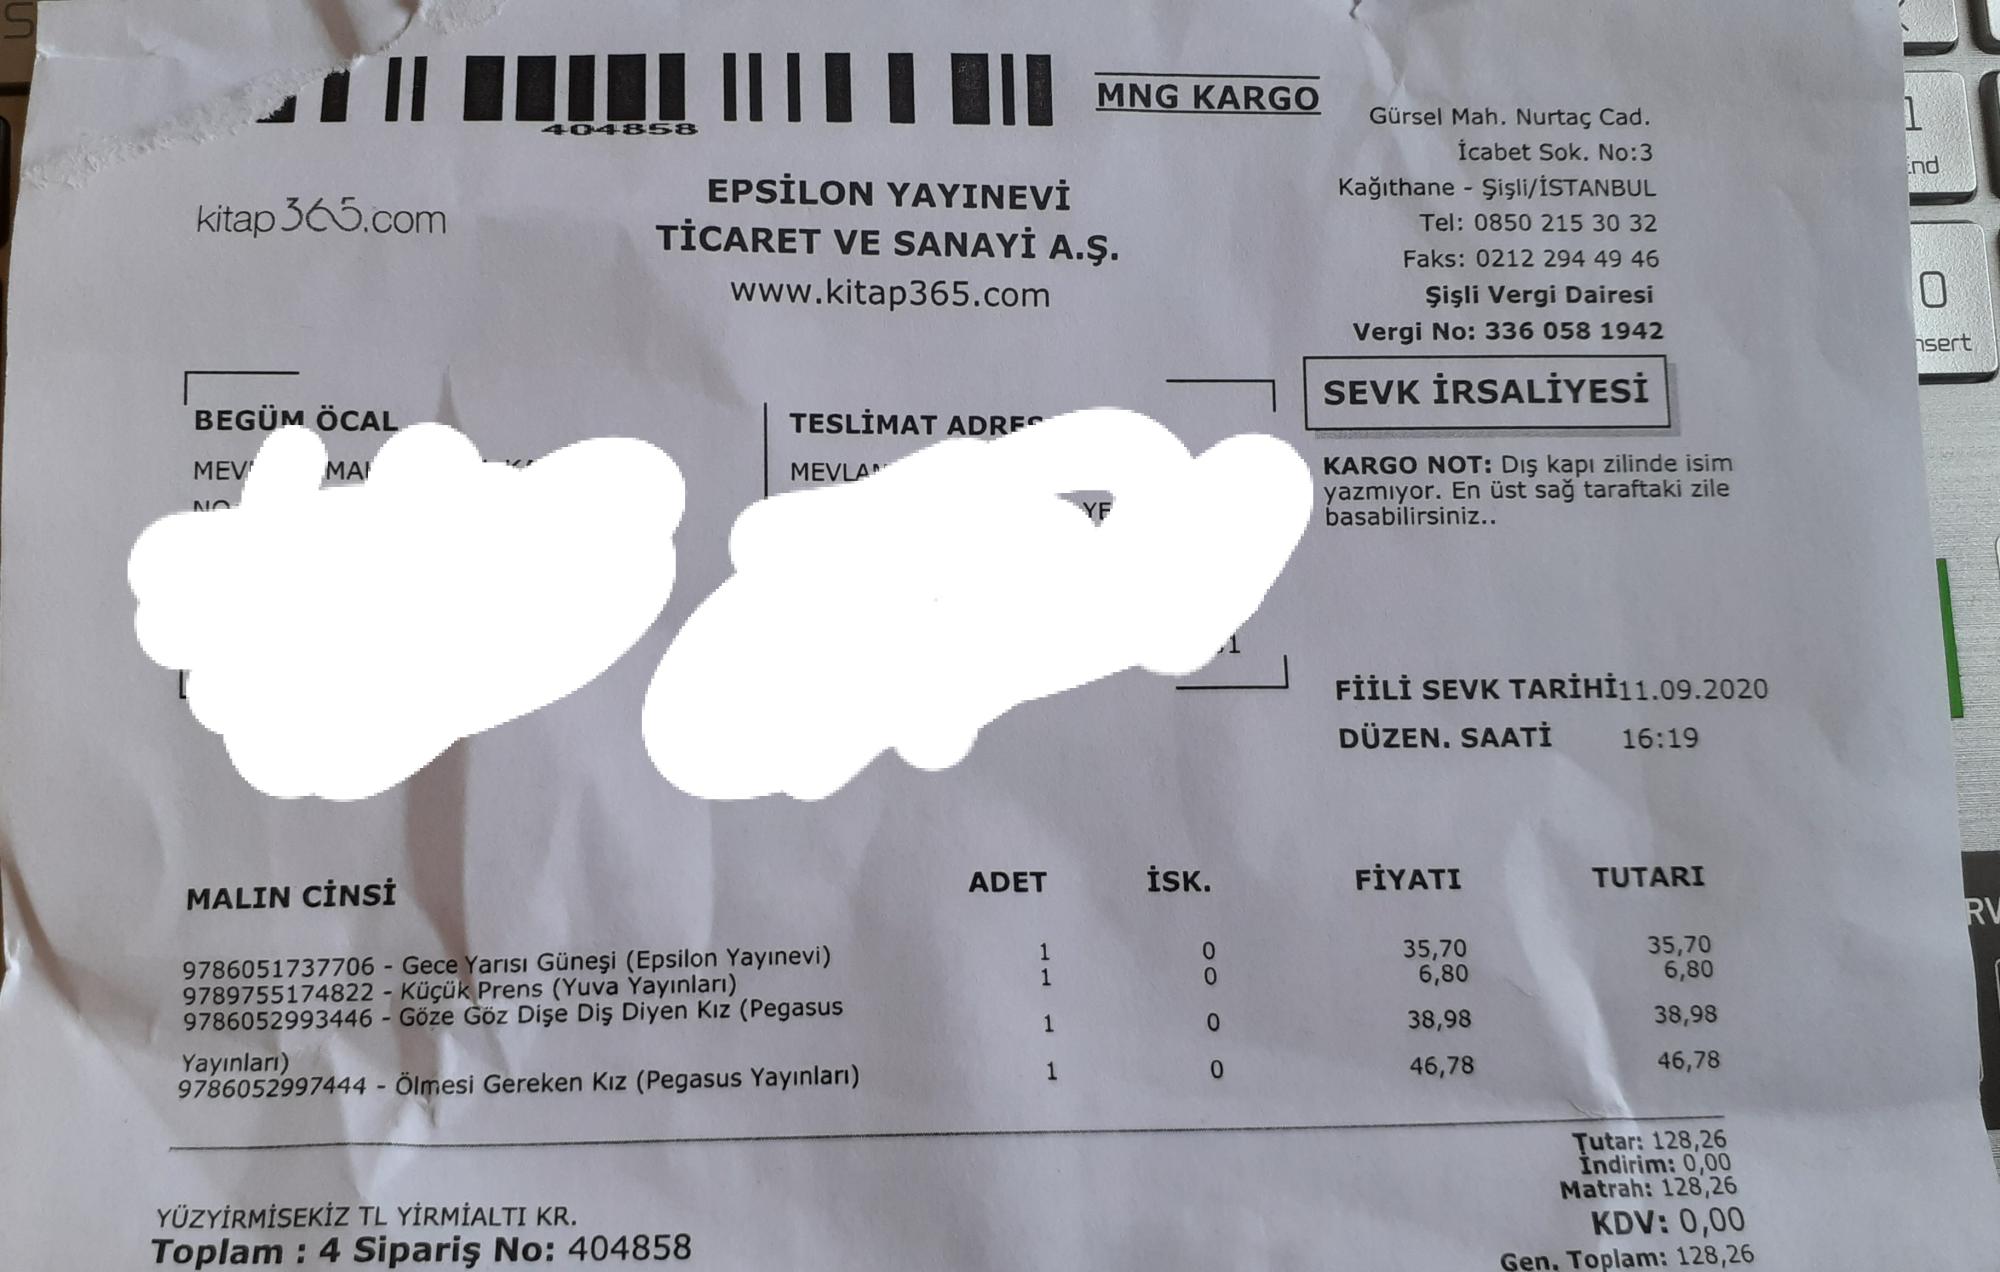 404858
MNG KARGO
kitap365.com
EPSİLON YAYINEVİ
TİCARET VE SANAYİ A.Ş.
www.kitap365.com
Gürsel Mah. Nurtaç Cad.
İcabet Sok. No:3
Kağıthane - Şişli/İSTANBUL
Tel: 0850 215 30 32
Faks: 0212 294 49 46
Şişli Vergi Dairesi
Vergi No: 336 058 1942
SEVK İRSALİYESİ
BEGÜM ÖCAL
TESLİMAT
KARGO NOT: Dış kapı zilinde isim
yazmıyor. En üst sağ taraftaki zile
basabilirsiniz..
FİİLİ SEVK TARİHİ 11.09.2020
DÜZEN. SAATİ 16:19
MALIN CİNSİ ADET İSK. FİYATI TUTARI
9786051737706 - Gece Yarısı Güneşi (Epsilon Yayınevi) 1 0 35,70 35,70
9789755174822 - Küçük Prens (Yuva Yayınları) 1 0 6,80 6,80
9786052993446 - Göze Göz Dişe Diş Diyen Kız (Pegasus 1 0 38,98 38,98
Yayınları)
9786052997444 - Ölmesi Gereken Kız (Pegasus Yayınları) 1 0 46,78 46,78
Tutar: 128,26
İndirim: 0,00
Matrah: 128,26
KDV: 0,00
Gen. Toplam: 128,26
YÜZYİRMİSEKİZ TL YİRMİALTI KR.
Toplam : 4 Sipariş No: 404858
1
0